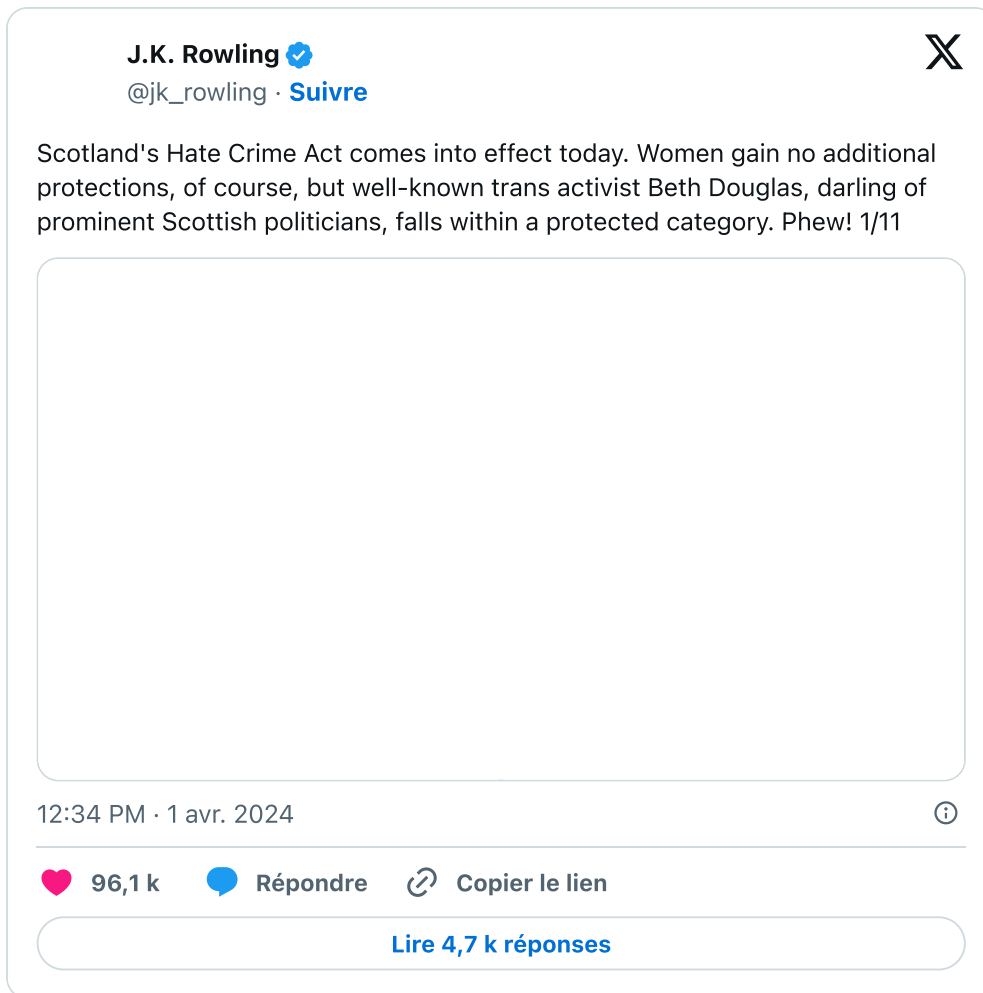 J.K. Rowling
@jk_rowling · Suivre
Scotland's Hate Crime Act comes into effect today. Women gain no additional
protections, of course, but well-known trans activist Beth Douglas, darling of
prominent Scottish politicians, falls within a protected category. Phew! 1/11
12:34 PM · 1 avr. 2024
96,1 k Répondre Copier le lien
Lire 4,7 k réponses